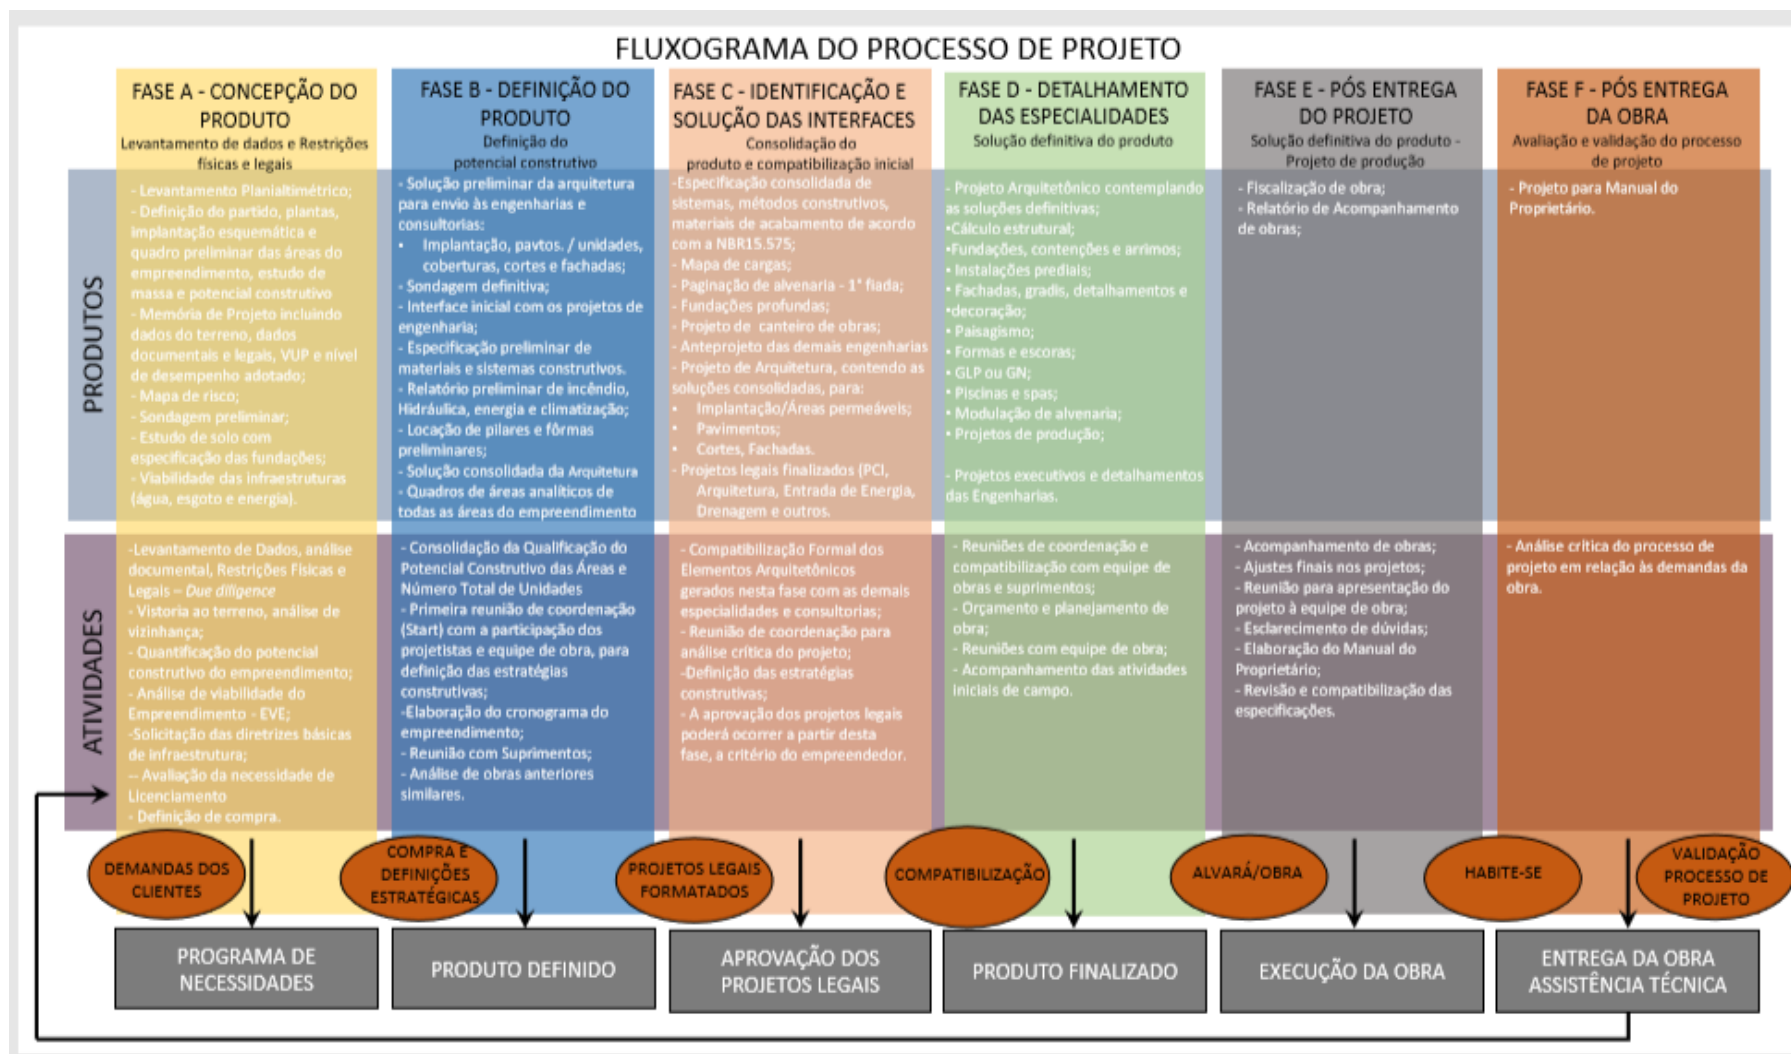 FLUXOGRAMA DO PROCESSO DE PROJETO
FASE A - CONCEPÇÃO DO
PRODUTO
Levantamento de dados e Restrições
físicas e legais
FASE B - DEFINIÇÃO DO
PRODUTO
Definição do
potencial construtivo
FASE C - IDENTIFICAÇÃO E
SOLUÇÃO DAS INTERFACES
Consolidação do
produto e compatibilização inicial
FASE D - DETALHAMENTO
DAS ESPECIALIDADES
Solução definitiva do produto
FASE E - PÓS ENTREGA
DO PROJETO
Solução definitiva do produto -
Projeto de produção
FASE F - PÓS ENTREGA
DA OBRA
Avaliação e validação do processo
de projeto
PRODUTOS
- Levantamento Planialtimétrico;
- Definição do partido, plantas,
implantação esquemática e
quadro preliminar das áreas do
empreendimento, estudo de
massa e potencial construtivo
- Memória de Projeto incluindo
dados do terreno, dados
documentais e legais, VUP e nível
de desempenho adotado;
- Mapa de risco;
- Sondagem preliminar;
- Estudo de solo com
especificação das fundações;
- Viabilidade das infraestruturas
(água, esgoto e energia).
- Solução preliminar da arquitetura
para envio às engenharias e
consultorias:
• Implantação, pavtos. / unidades,
coberturas, cortes e fachadas;
- Sondagem definitiva;
- Interface inicial com os projetos de
engenharia;
- Especificação preliminar de
materiais e sistemas construtivos.
- Relatório preliminar de incêndio,
Hidráulica, energia e climatização;
- Locação de pilares e fôrmas
preliminares;
- Solução consolidada da Arquitetura
- Quadros de áreas analíticos de
todas as áreas do empreendimento
-Especificação consolidada de
sistemas, métodos construtivos,
materiais de acabamento de acordo
com a NBR15.575;
- Mapa de cargas;
- Paginação de alvenaria - 1° fiada;
- Fundações profundas;
- Projeto de canteiro de obras;
- Anteprojeto das demais engenharias
- Projeto de Arquitetura, contendo as
soluções consolidadas, para:
• Implantação/Áreas permeáveis;
• Pavimentos;
• Cortes, Fachadas.
- Projetos legais finalizados (PCI,
Arquitetura, Entrada de Energia,
Drenagem e outros.
- Projeto Arquitetônico contemplando
as soluções definitivas;
•Cálculo estrutural;
•Fundações, contenções e arrimos;
• Instalações prediais;
• Fachadas, gradis, detalhamentos e
•decoração;
• Paisagismo;
• Formas e escoras;
• GLP ou GN;
• Piscinas e spas;
• Modulação de alvenaria;
• Projetos de produção;
- Projetos executivos e detalhamentos
das Engenharias.
- Fiscalização de obra;
- Relatório de Acompanhamento
de obras;
- Projeto para Manual do
Proprietário.
ATIVIDADES
-Levantamento de Dados, análise
documental, Restrições Físicas e
Legais – Due diligence
- Vistoria ao terreno, análise de
vizinhança;
- Quantificação do potencial
construtivo do empreendimento;
- Análise de viabilidade do
Empreendimento - EVE;
-Solicitação das diretrizes básicas
de infraestrutura;
-- Avaliação da necessidade de
Licenciamento
- Definição de compra.
- Consolidação da Qualificação do
Potencial Construtivo das Áreas e
Número Total de Unidades
- Primeira reunião de coordenação
(Start) com a participação dos
projetistas e equipe de obra, para
definição das estratégias
construtivas;
-Elaboração do cronograma do
empreendimento;
- Reunião com Suprimentos;
- Análise de obras anteriores
similares.
- Compatibilização Formal dos
Elementos Arquitetônicos
gerados nesta fase com as demais
especialidades e consultorias;
- Reunião de coordenação para
análise crítica do projeto;
-Definição das estratégias
construtivas;
- A aprovação dos projetos legais
poderá ocorrer a partir desta
fase, a critério do empreendedor.
- Reuniões de coordenação e
compatibilização com equipe de
obras e suprimentos;
- Orçamento e planejamento de
obra;
- Reuniões com equipe de obra;
- Acompanhamento das atividades
iniciais de campo.
- Acompanhamento de obras;
- Ajustes finais nos projetos;
- Reunião para apresentação do
projeto à equipe de obra;
- Esclarecimento de dúvidas;
- Elaboração do Manual do
Proprietário;
- Revisão e compatibilização das
especificações.
- Análise critica do processo de
projeto em relação às demandas da
obra.
DEMANDAS DOS
CLIENTES
COMPRA E
DEFINIÇÕES
ESTRATÉGICAS
PROJETOS LEGAIS
FORMATADOS
COMPATIBILIZAÇÃO
ALVARÁ/OBRA
HABITE-SE
VALIDAÇÃO
PROCESSO DE
PROJETO
PROGRAMA DE
NECESSIDADES
PRODUTO DEFINIDO
APROVAÇÃO DOS
PROJETOS LEGAIS
PRODUTO FINALIZADO
EXECUÇÃO DA OBRA
ENTREGA DA OBRA
ASSISTÊNCIA TÉCNICA